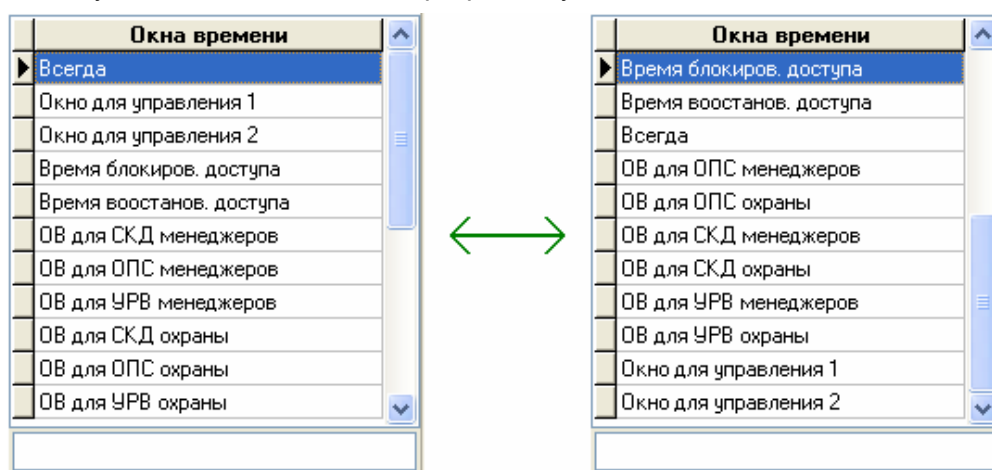 Окна времени
Всегда
Окно для управления 1
Окно для управления 2
Время блокиров. доступа
Время воостанов. доступа
ОВ для СКД менеджеров
ОВ для ОПС менеджеров
ОВ для УРВ менеджеров
ОВ для СКД охраны
ОВ для ОПС охраны
ОВ для УРВ охраны
Окна времени
Время блокиров. доступа
Время воостанов. доступа
Всегда
ОВ для ОПС менеджеров
ОВ для ОПС охраны
ОВ для СКД менеджеров
ОВ для СКД охраны
ОВ для УРВ менеджеров
ОВ для УРВ охраны
Окно для управления 1
Окно для управления 2